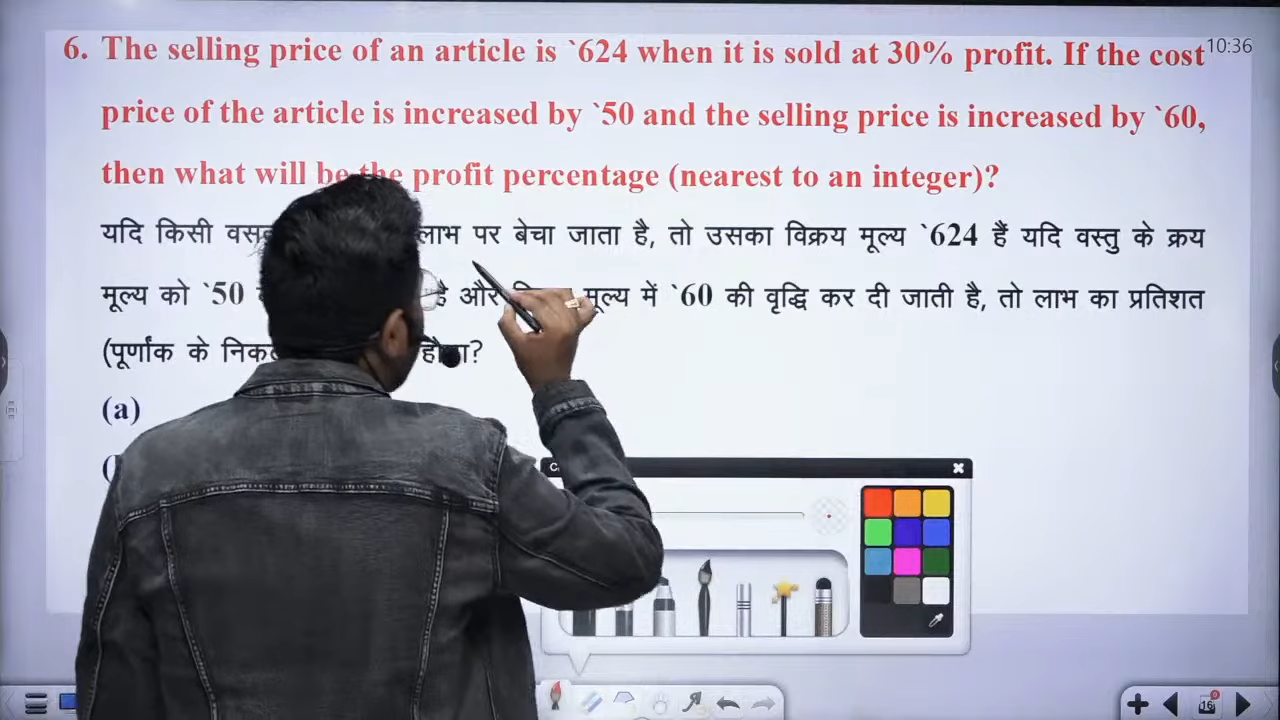 6. The selling price of an article is `624 when it is sold at 30% profit. If the cost
10:36
price of the article is increased by `50 and the selling price is increased by `60,
then what will be the profit percentage (nearest to an integer)?
यदि किसी लाभ पर बेचा जाता है, तो उसका विक्रय मूल्य `624 हैं यदि वस्तु के क्रय
मूल्य को `50 है और मूल्य में `60 की वृद्धि कर दी जाती है, तो लाभ का प्रतिशत
(पूर्णांक के
(a)
16